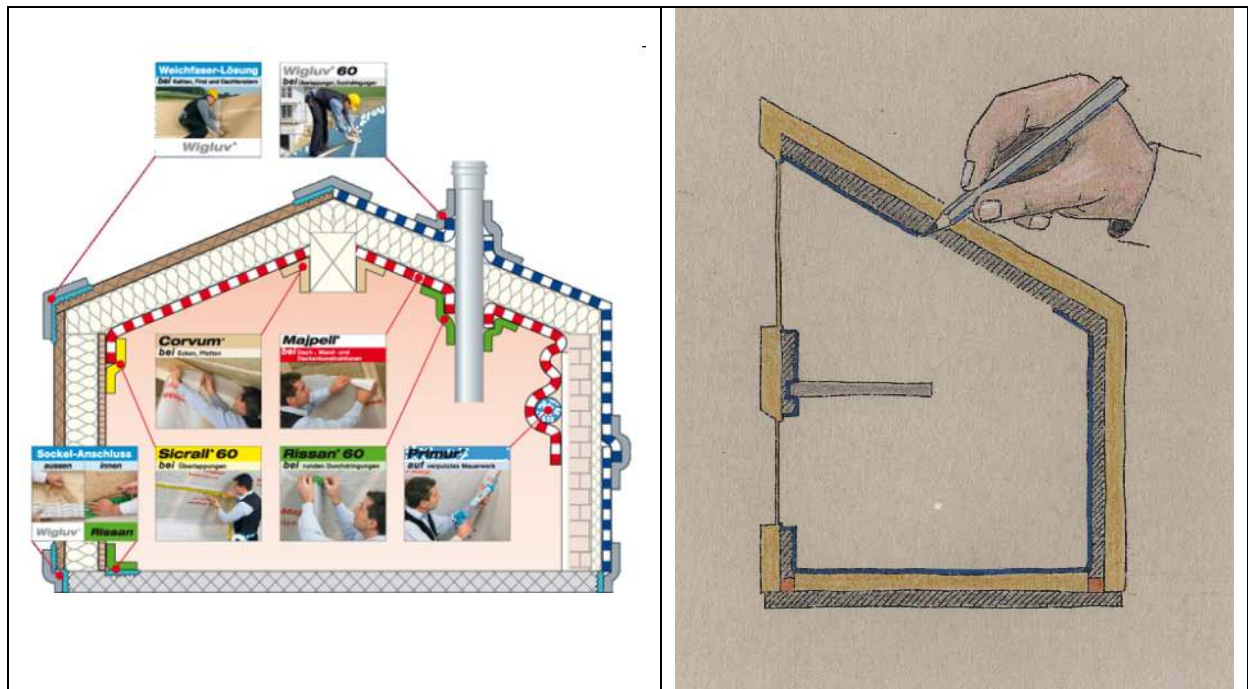 Weichfaser-Lösung
bei Kehlen, First und Dachfenstern
Wigluv®
Wigluv® 60
bei Überlappungen, Durchdringungen
Corvum®
bei Ecken, Pfetten
Majpell®
bei Dach-, Wand- und
Deckenkonstruktionen
Sockel-Anschluss
aussen innen
Wigluv® Rissan
Sicrall® 60
bei Überlappungen
Rissan® 60
bei runden Durchdringungen
Primur®
auf verputztes Mauerwerk